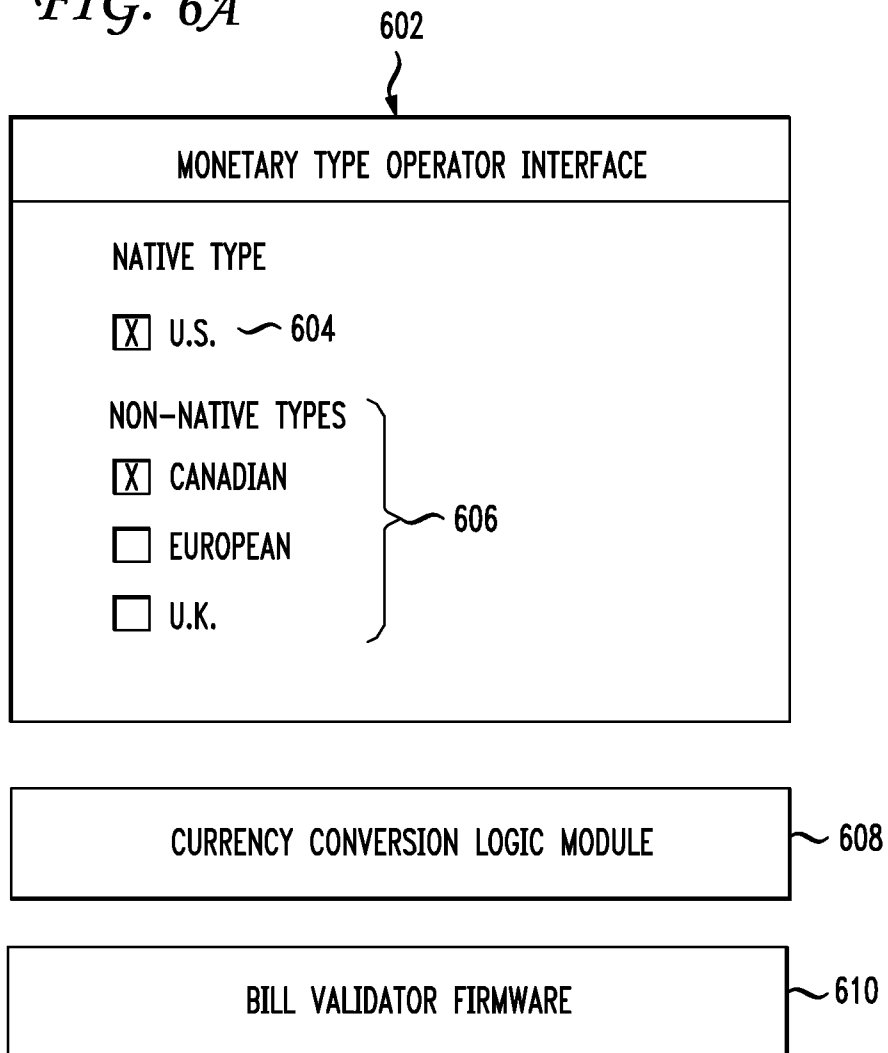 FIG. 6A
602
MONETARY TYPE OPERATOR INTERFACE
NATIVE TYPE
X U.S. 604
NON-NATIVE TYPES
X CANADIAN
606
EUROPEAN
U.K.
CURRENCY CONVERSION LOGIC MODULE 608
BILL VALIDATOR FIRMWARE 610